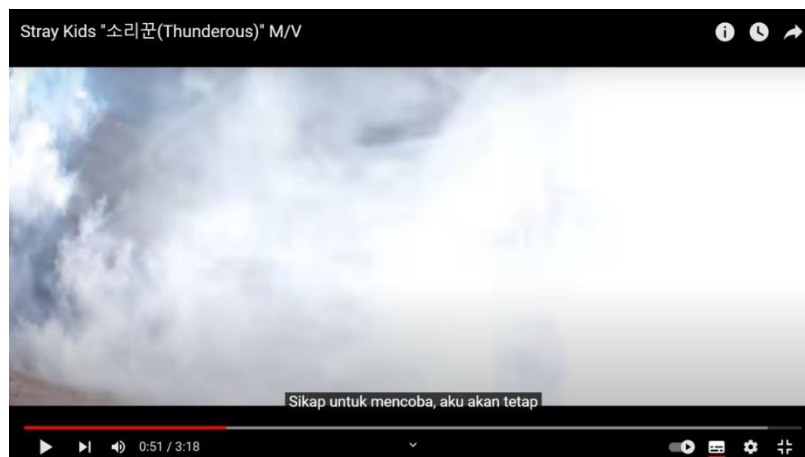 Stray Kids "소리꾼(Thunderous)" M/V
Sikap untuk mencoba, aku akan tetap
0:51 / 3:18